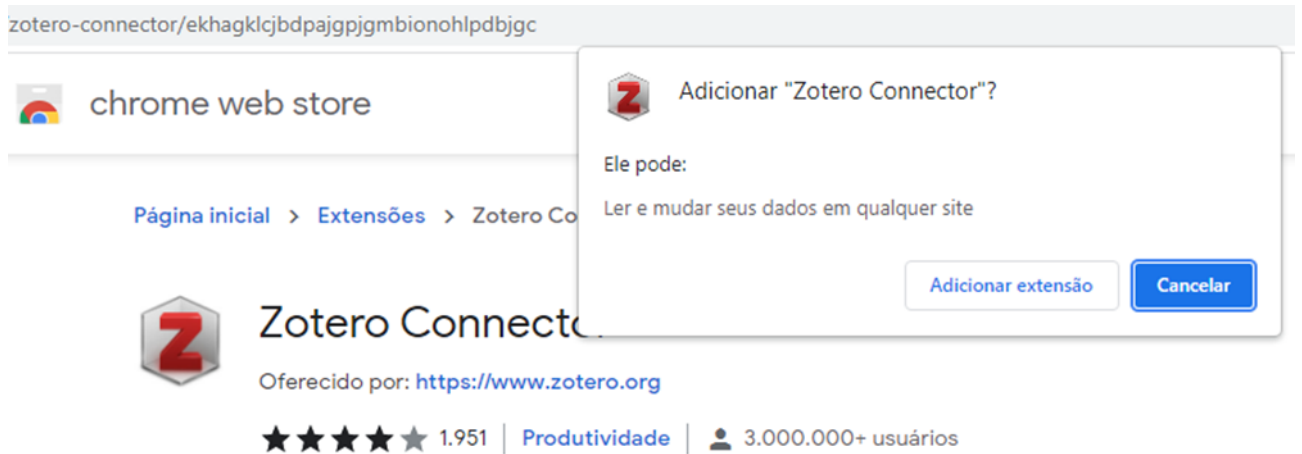 zotero-connector/ekhagklcjbdpajgpjgmbionohlpdbjgc
chrome web store
Adicionar "Zotero Connector"?
Ele pode:
Ler e mudar seus dados em qualquer site
Adicionar extensão
Cancelar
Página inicial > Extensões > Zotero Co
Zotero Connecto
Oferecido por: https://www.zotero.org
1.951 | Produtividade | 3.000.000+ usuários